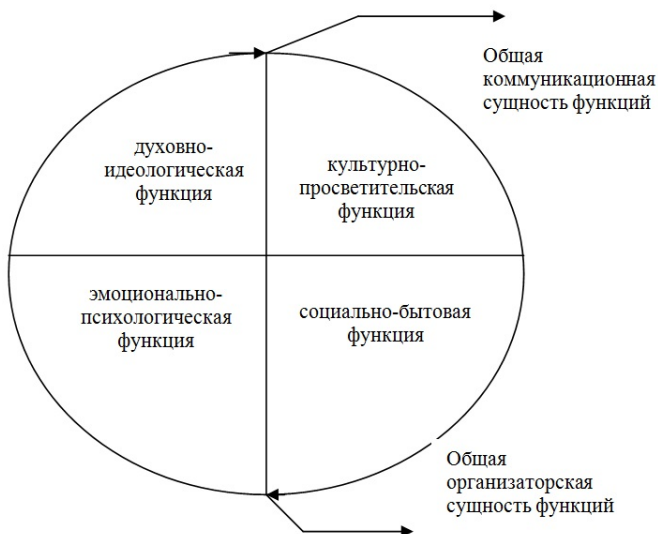 Общая
коммуникационная
сущность функций
духовно-
идеологическая
функция
культурно-
просветительская
функция
эмоционально-
психологическая
функция
социально-бытовая
функция
Общая
организаторская
сущность функций